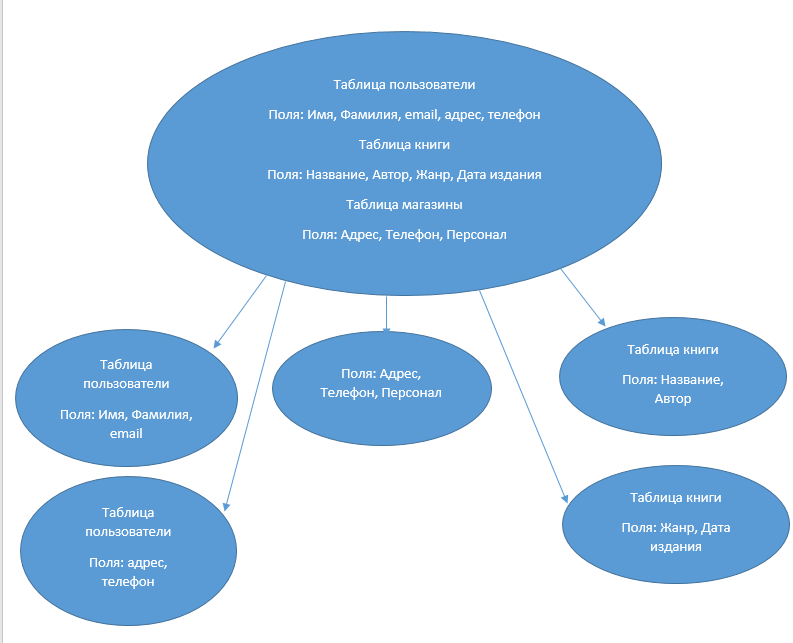 Таблица пользователи
Поля: Имя, Фамилия, email, адрес, телефон
Таблица книги
Поля: Название, Автор, Жанр, Дата издания
Таблица магазины
Поля: Адрес, Телефон, Персонал
Таблица
пользователи
Поля: Имя, Фамилия,
email
Поля: Адрес,
Телефон, Персонал
Таблица книги
Поля: Название,
Автор
Таблица
пользователи
Поля: адрес,
телефон
Таблица книги
Поля: Жанр, Дата
издания